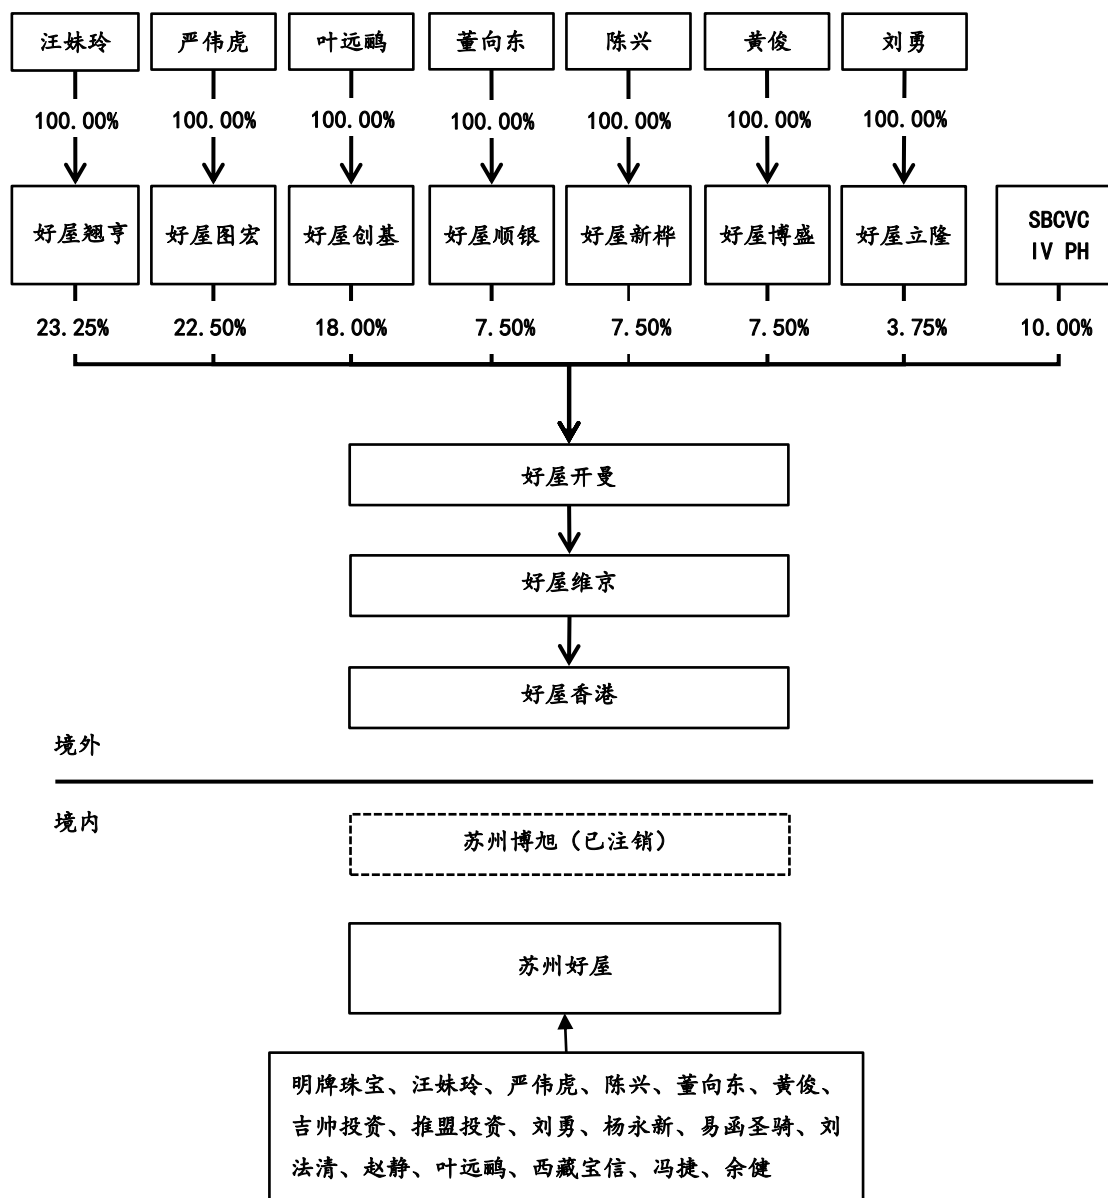 汪妹玲 严伟虎 叶远鹂 董向东 陈兴 黄俊 刘勇
100.00% 100.00% 100.00% 100.00% 100.00% 100.00% 100.00%
好屋翘亨 好屋图宏 好屋创基 好屋顺银 好屋新桦 好屋博盛 好屋立隆 SBCVC
IV PH
23.25% 22.50% 18.00% 7.50% 7.50% 7.50% 3.75% 10.00%
好屋开曼
好屋维京
好屋香港
境外
境内
苏州博旭（已注销）
苏州好屋
明牌珠宝、汪妹玲、严伟虎、陈兴、董向东、黄俊、
吉帅投资、推盟投资、刘勇、杨永新、易函圣骑、刘
法清、赵静、叶远鹂、西藏宝信、冯捷、余健